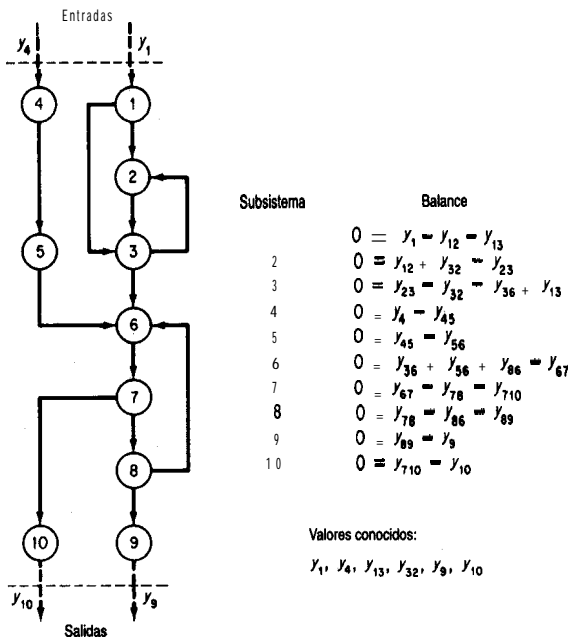 Entradas
y4 y1
4 1
2
5 3
6
7
8
10 9
y10 y9
Salidas
Subsistema Balance
0 = y1 - y12 - y13
2 0 = y12 + y32 - y23
3 0 = y23 - y32 - y36 + y13
4 0 = y4 - y45
5 0 = y45 - y56
6 0 = y36 + y56 + y86 - y67
7 0 = y67 - y78 - y710
8 0 = y78 - y86 - y89
9 0 = y89 - y9
10 0 = y710 - y10
Valores conocidos:
y1, y4, y13, y32, y9, y10